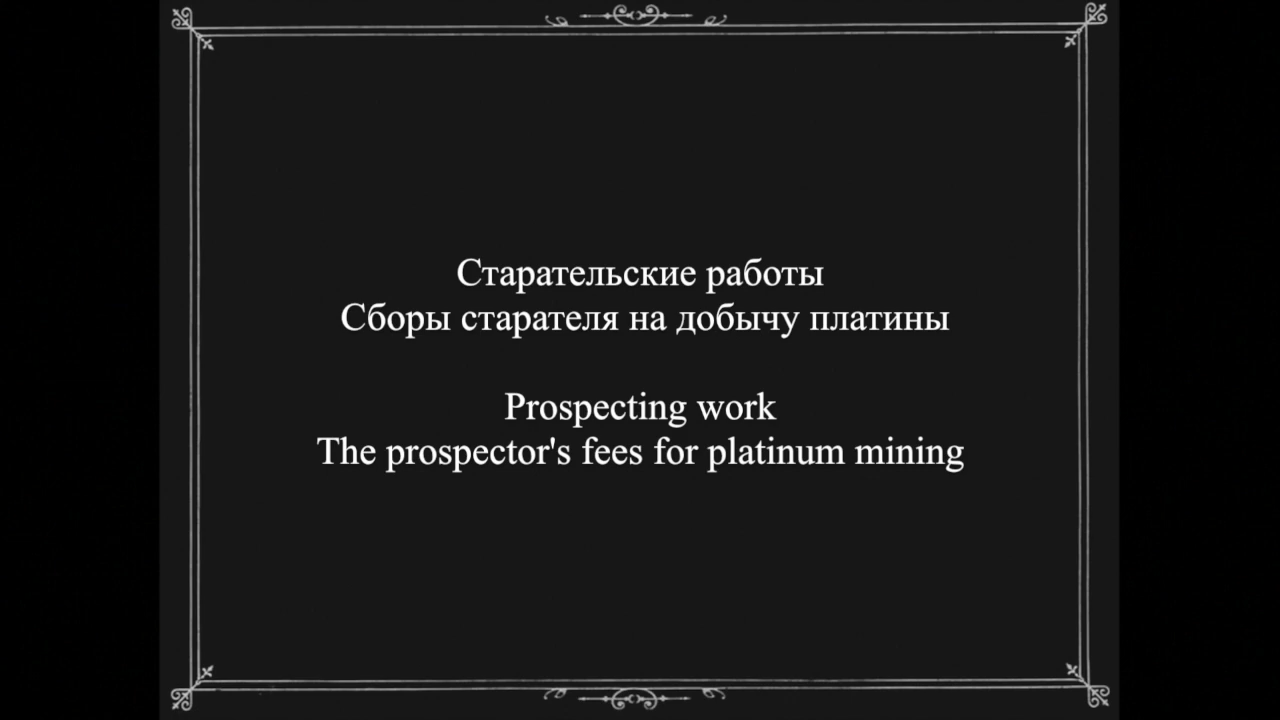 Старательские работы
Сборы старателя на добычу платины
Prospecting work
The prospector's fees for platinum mining